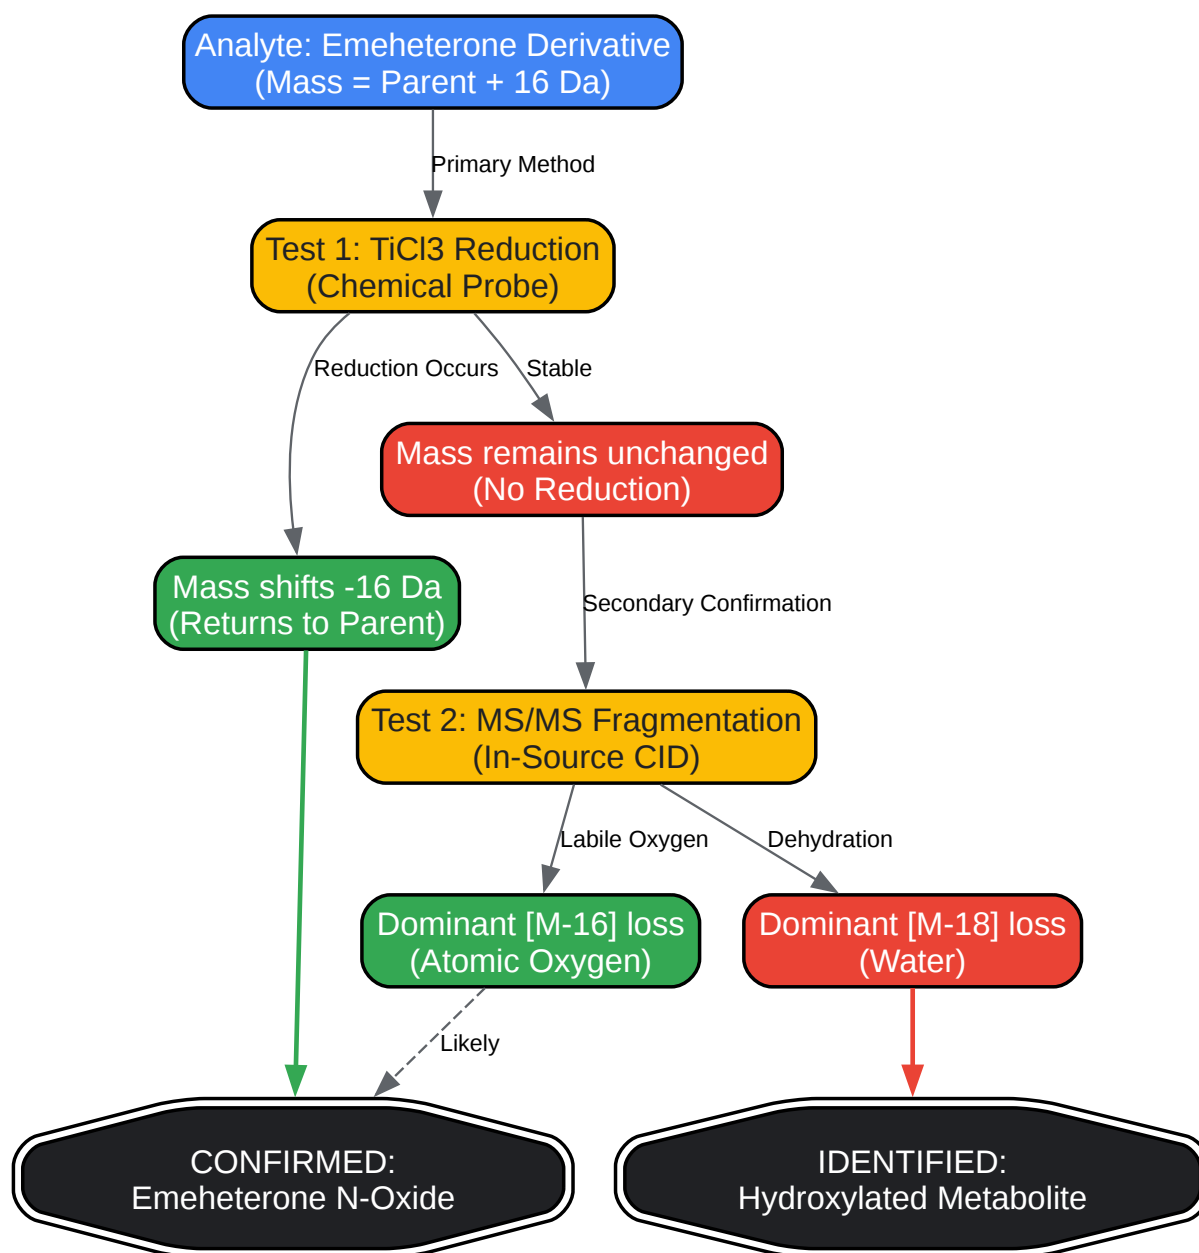 Analyte: Emeheterone Derivative
(Mass = Parent + 16 Da)
Primary Method
Test 1: TiCl3 Reduction
(Chemical Probe)
Reduction Occurs
Stable
Mass remains unchanged
(No Reduction)
Mass shifts -16 Da
(Returns to Parent)
Secondary Confirmation
Test 2: MS/MS Fragmentation
(In-Source CID)
Labile Oxygen
Dehydration
Dominant [M-16] loss
(Atomic Oxygen)
Dominant [M-18] loss
(Water)
Likely
CONFIRMED:
Emeheterone N-Oxide
IDENTIFIED:
Hydroxylated Metabolite